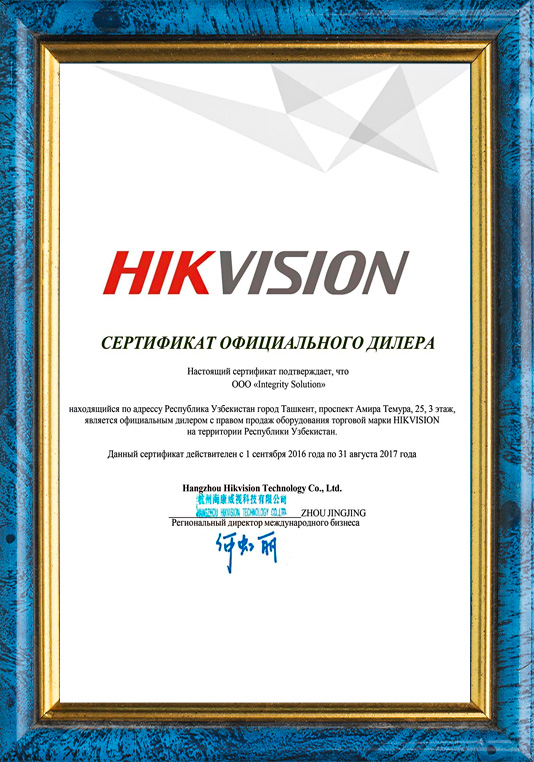 HIKVISION
СЕРТИФИКАТ ОФИЦИАЛЬНОГО ДИЛЕРА
Настоящий сертификат подтверждает, что
ООО «Integrity Solution»
находящийся по адрессу Республика Узбекистан город Ташкент, проспект Амира Темура, 25, 3 этаж,
является официальным дилером с правом продаж оборудования торговой марки HIKVISION
на территории Республики Узбекистан.
Данный сертификат действителен с 1 сентября 2016 года по 31 августа 2017 года
Hangzhou Hikvision Technology Co., Ltd.
杭州海康威视科技有限公司
HANGZHOU HIKVISION TECHNOLOGY CO.,LTD.
ZHOU JINGJING
Региональный директор международного бизнеса